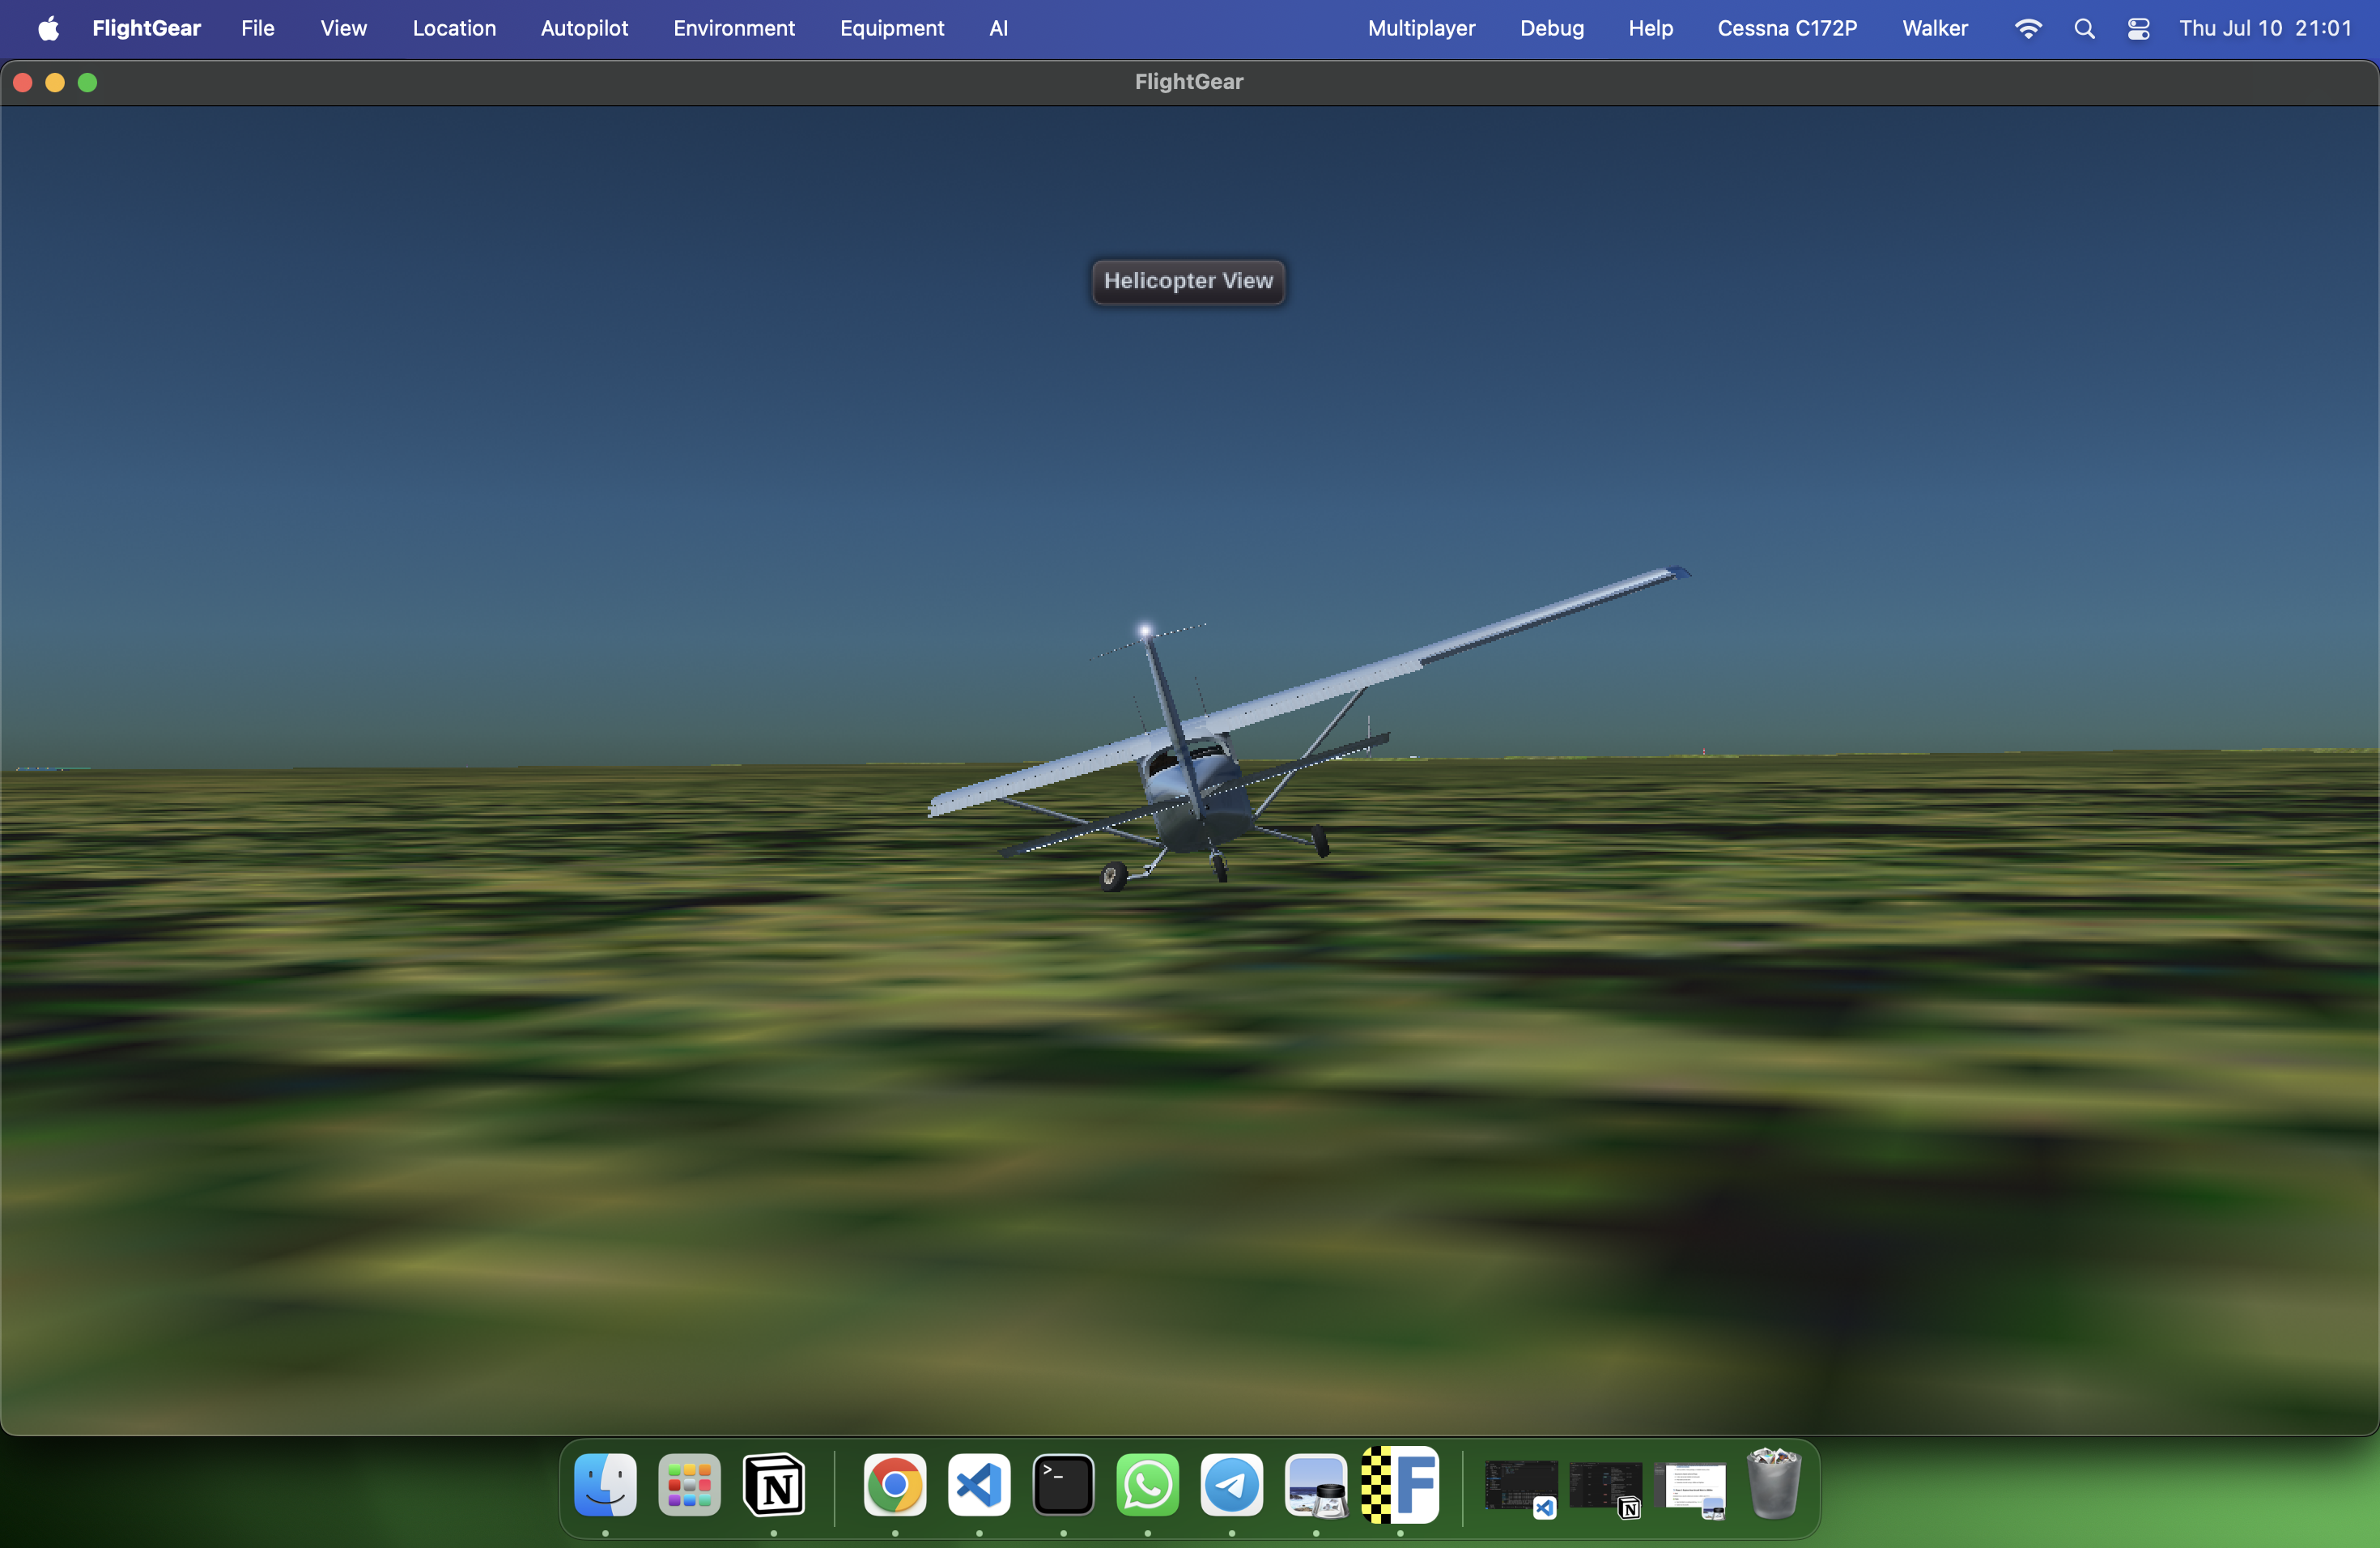 FlightGear File View Location Autopilot Environment Equipment AI Multiplayer Debug Help Cessna C172P Walker Thu Jul 10 21:01
FlightGear
Helicopter View